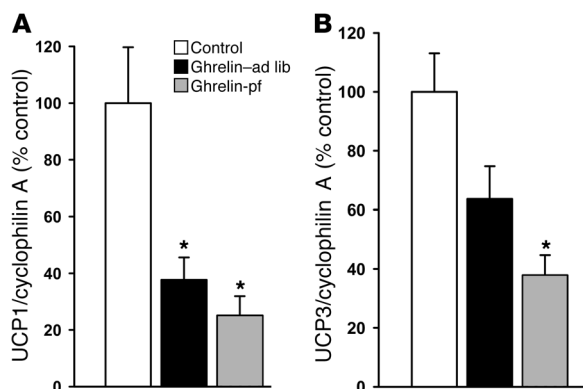 A
UCP1/cyclophilin A (% control)
120
100
80
60
40
20
0
Control
Ghrelin–ad lib
Ghrelin-pf
*
*
B
UCP3/cyclophilin A (% control)
120
100
80
60
40
20
0
*